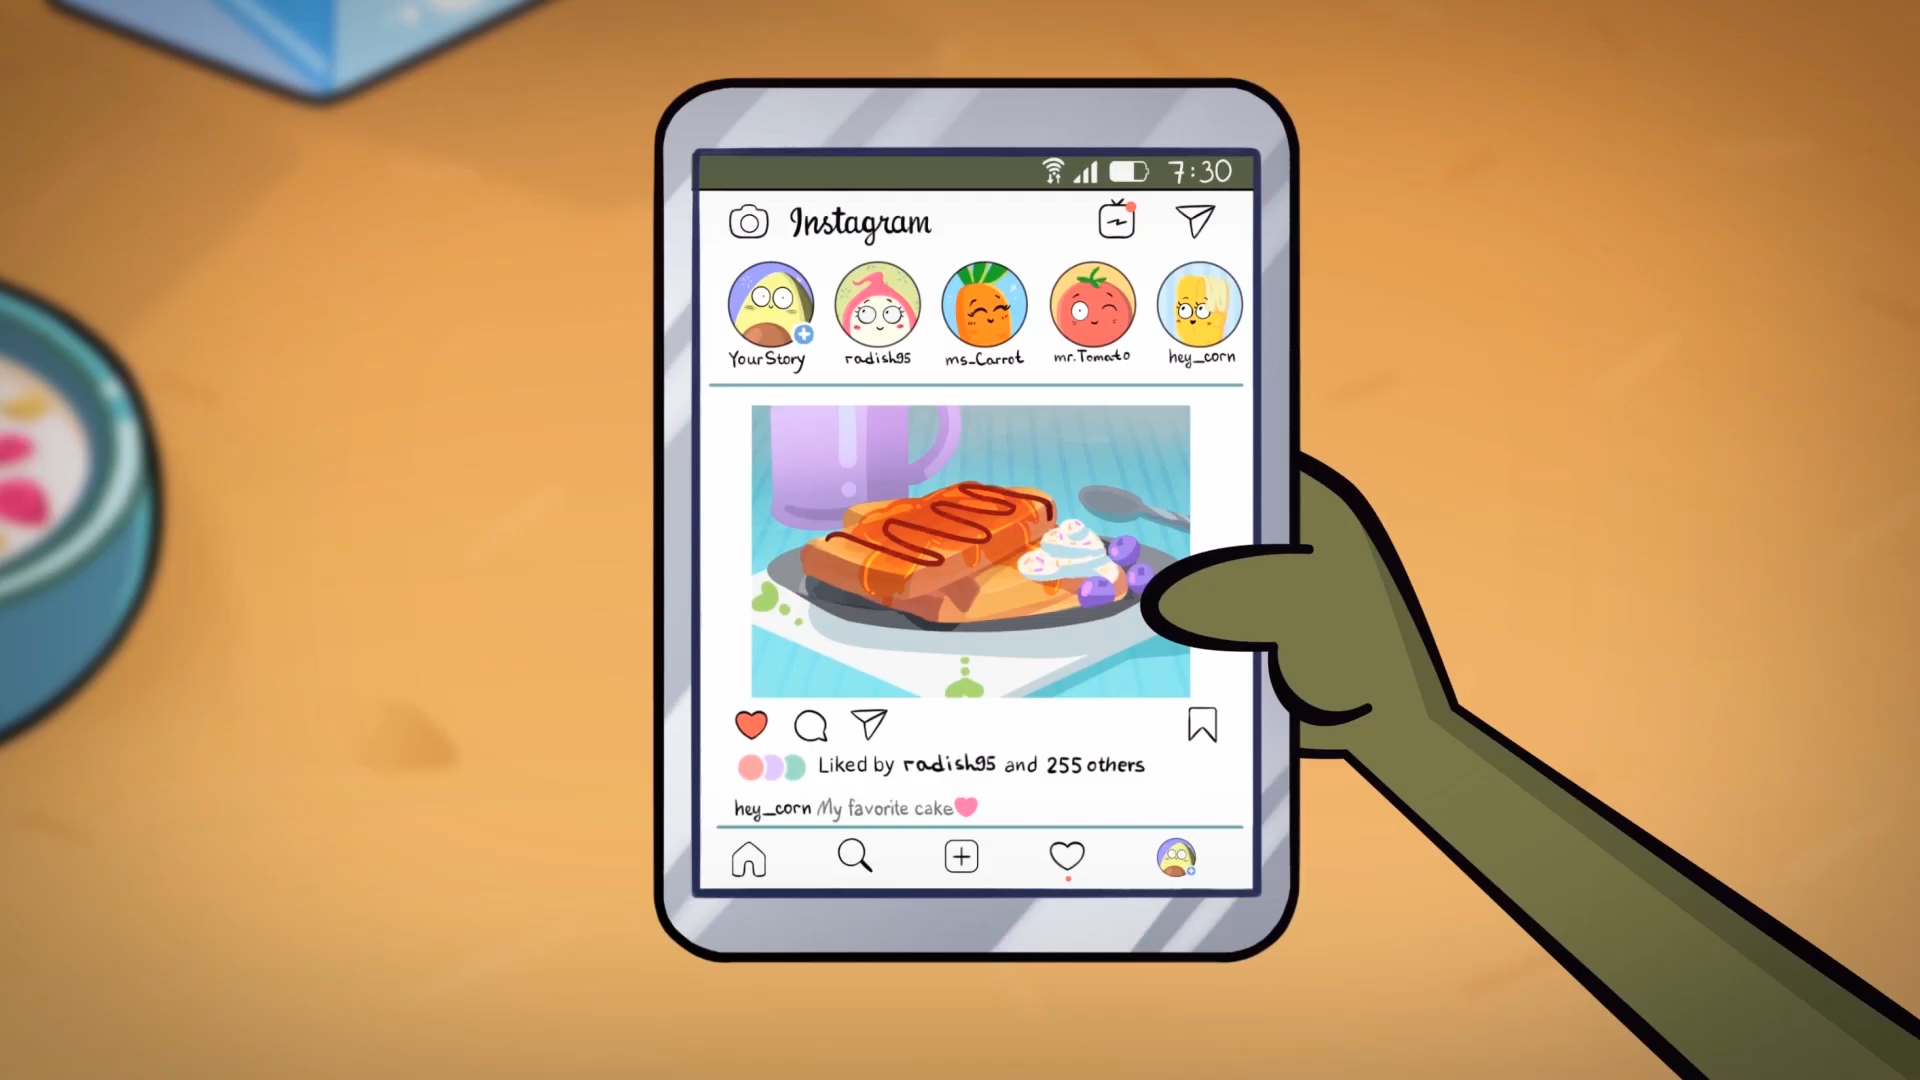 7:30
Instagram
Your Story radish95 ms_Carrot mr.Tomato hey_corn
Liked by radish95 and 255 others
hey_corn My favorite cake